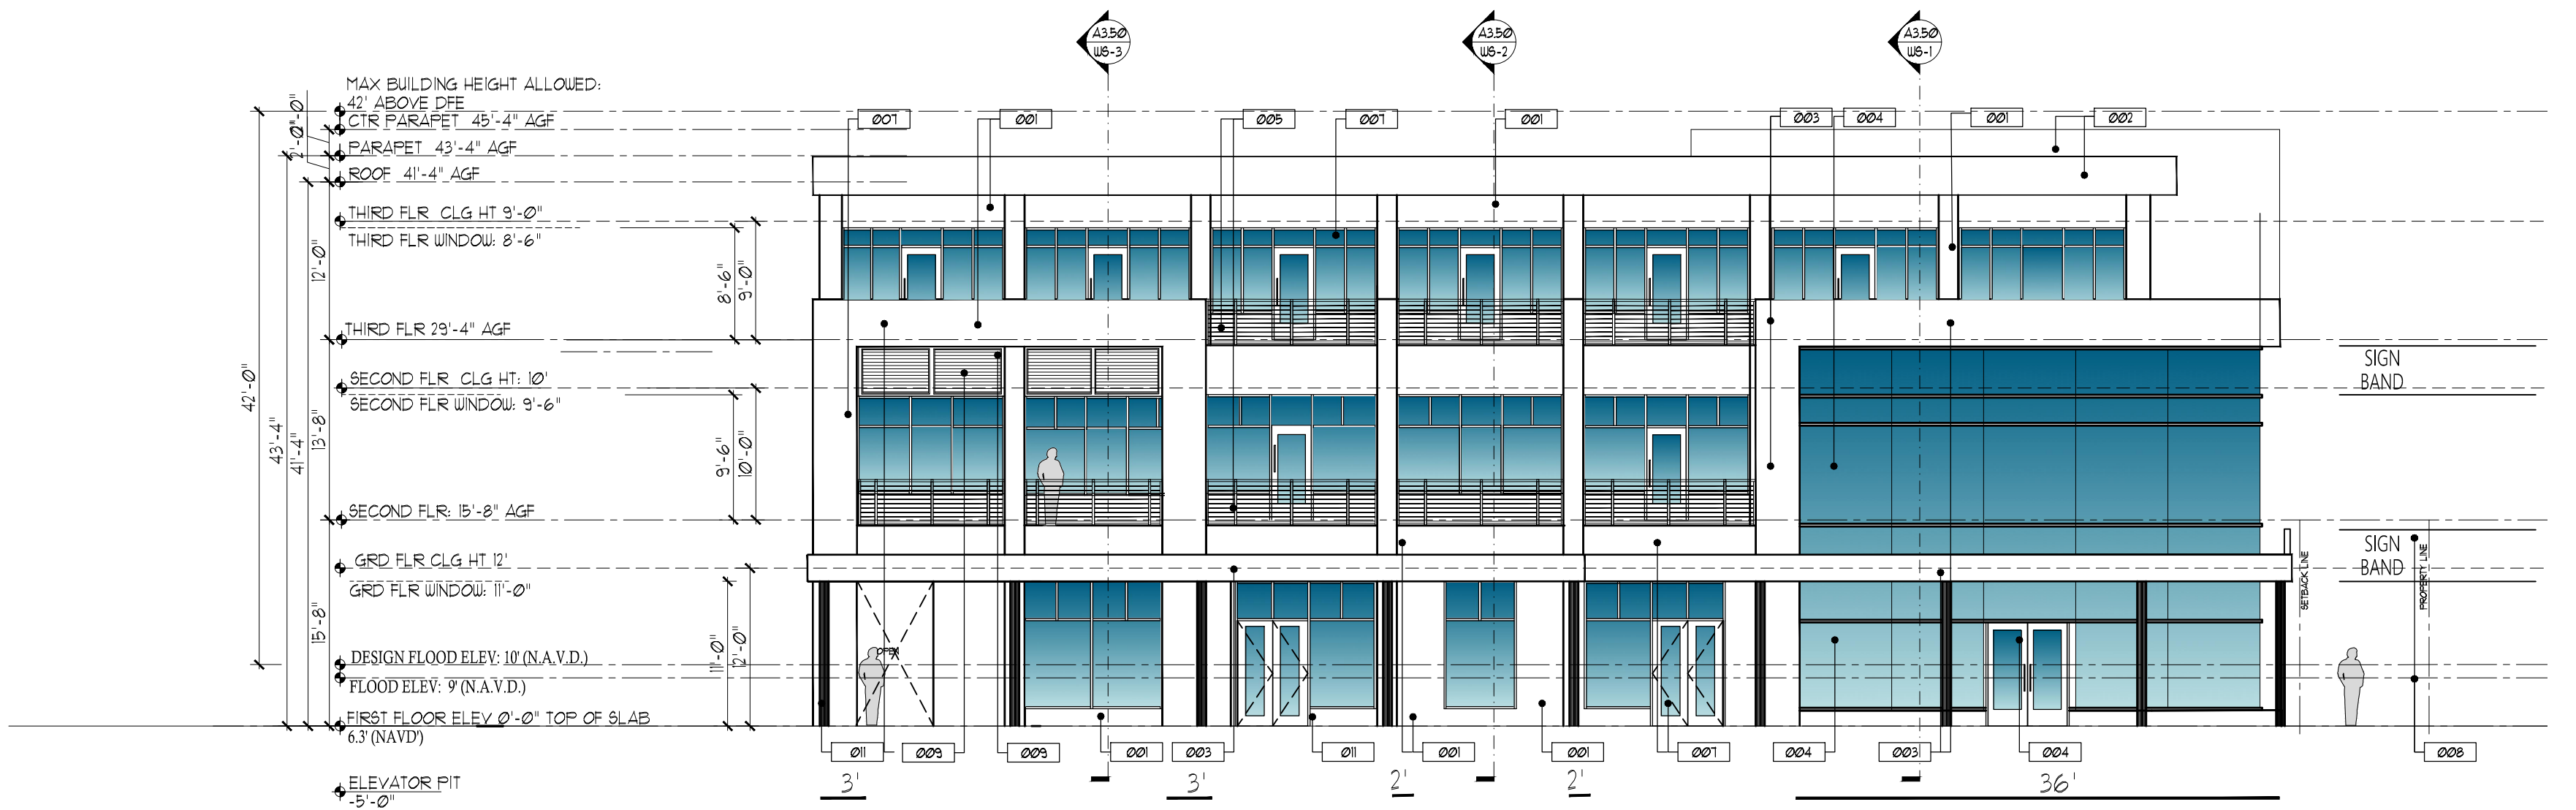 A3.50
WS-3
A3.50
WS-2
A3.50
WS-1
MAX BUILDING HEIGHT ALLOWED:
42' ABOVE DFE
CTR PARAPET 45'-4" AGF
PARAPET 43'-4" AGF
ROOF 41'-4" AGF
THIRD FLR CLG HT 9'-0"
THIRD FLR WINDOW: 8'-6"
THIRD FLR 29'-4" AGF
SECOND FLR CLG HT: 10'
SECOND FLR WINDOW: 9'-6"
SECOND FLR: 15'-8" AGF
GRD FLR CLG HT 12'
GRD FLR WINDOW: 11'-0"
DESIGN FLOOD ELEV: 10' (N.A.V.D.)
FLOOD ELEV: 9' (N.A.V.D.)
FIRST FLOOR ELEV 0'-0" TOP OF SLAB
6.3' (NAVD')
ELEVATOR PIT
-5'-0"
42'-0"
43'-4"
41'-4"
2'-0"
12'-0"
13'-8"
15'-8"
8'-6"
9'-0"
9'-6"
10'-0"
11'-0"
12'-0"
007
001
005
007
001
003
004
001
002
OPEN
SIGN
BAND
SIGN
BAND
SETBACK LINE
PROPERTY LINE
011
009
009
001
003
011
001
001
007
004
003
004
008
3'
3'
2'
2'
36'